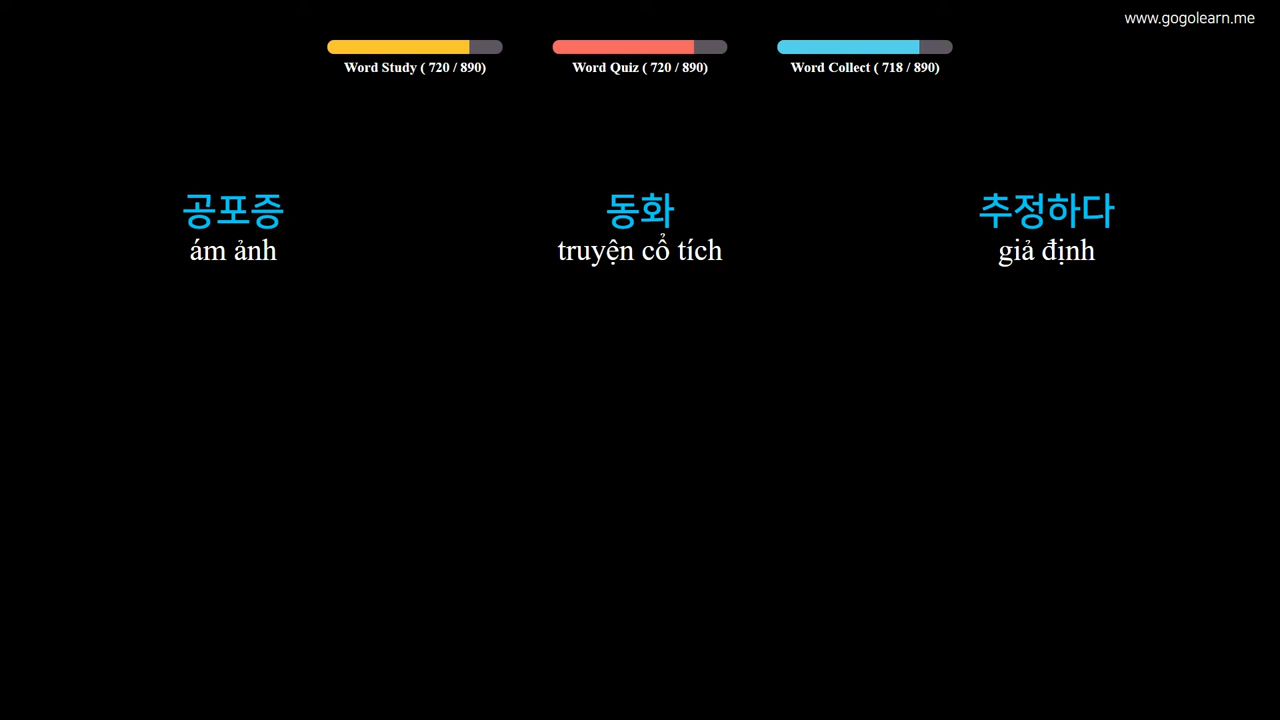 www.gogolearn.me
Word Study ( 720 / 890)
Word Quiz ( 720 / 890)
Word Collect ( 718 / 890)
공포증
동화
추정하다
ám ảnh
truyện cổ tích
giả định